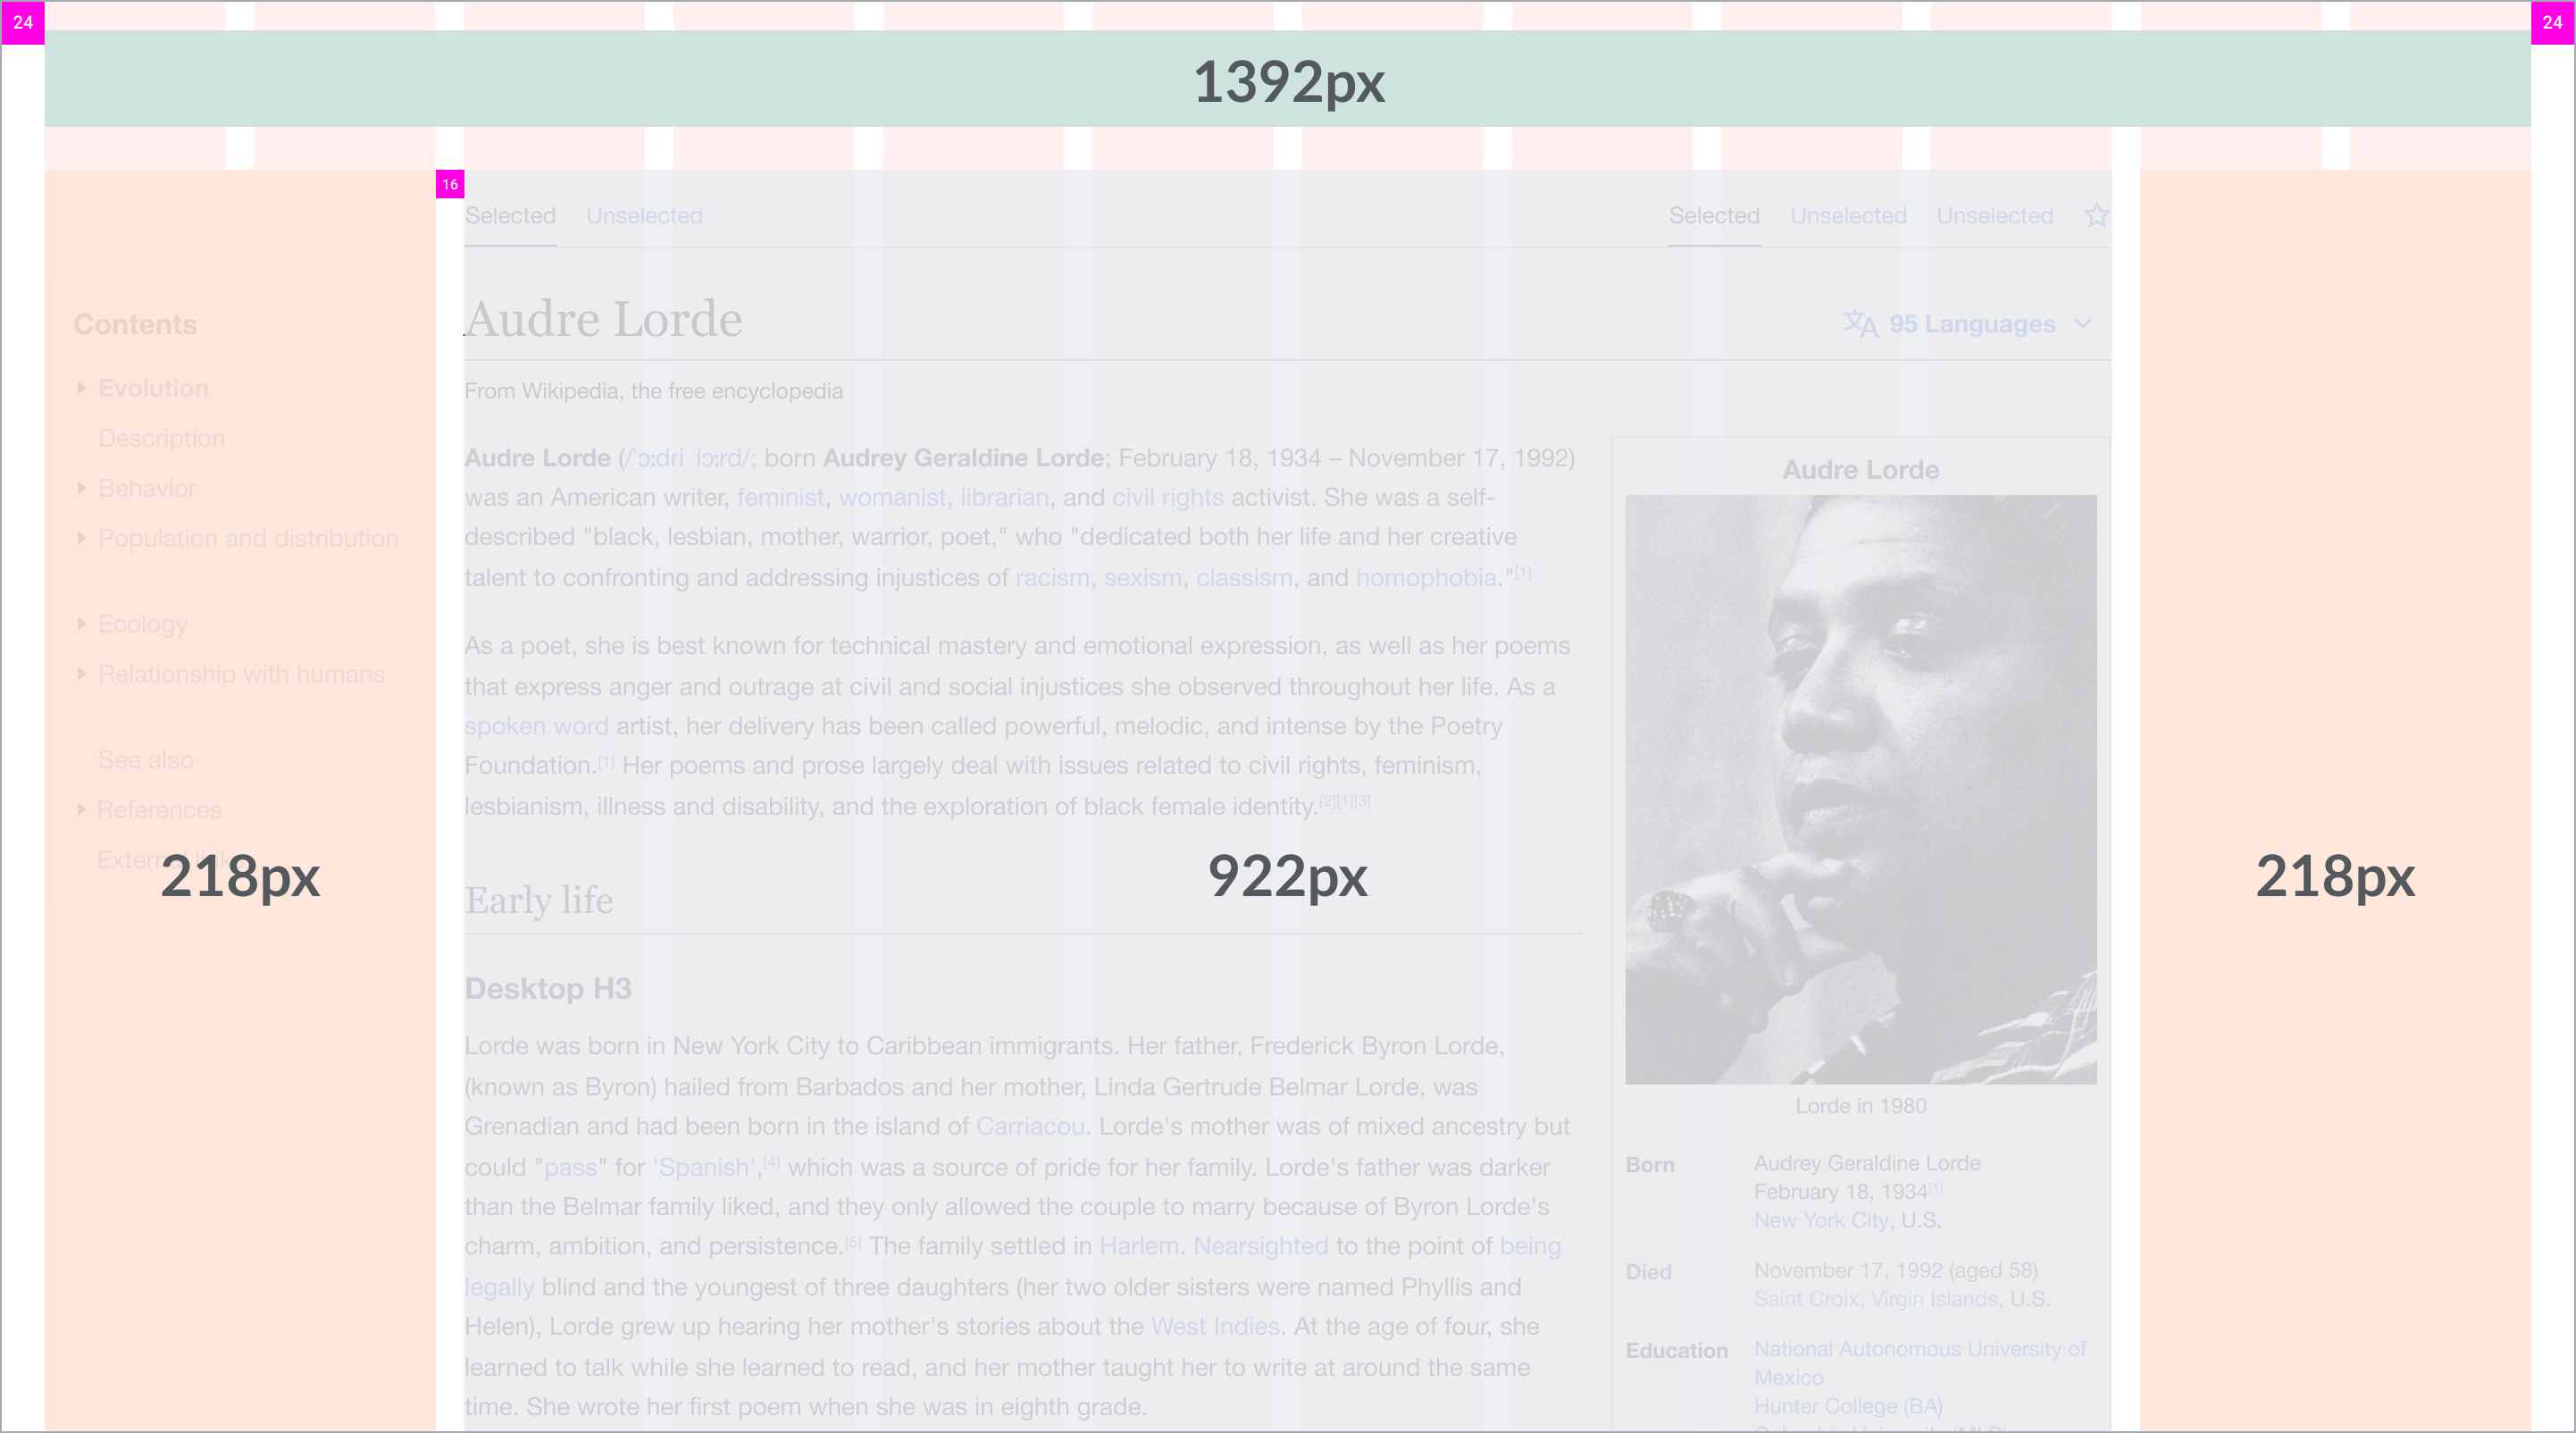 24
24
1392px
16
Selected Unselected
Selected Unselected Unselected
Contents
Evolution
Description
Behavior
Population and distribution
Ecology
Relationship with humans
See also
References
218px
Audre Lorde
95 Languages
From Wikipedia, the free encyclopedia
Audre Lorde (/ˈɔːdri ˈlɔːrd/; born Audrey Geraldine Lorde; February 18, 1934 – November 17, 1992)
was an American writer, feminist, womanist, librarian, and civil rights activist. She was a self-
described "black, lesbian, mother, warrior, poet," who "dedicated both her life and her creative
talent to confronting and addressing injustices of racism, sexism, classism, and homophobia."[1]
As a poet, she is best known for technical mastery and emotional expression, as well as her poems
that express anger and outrage at civil and social injustices she observed throughout her life. As a
spoken word artist, her delivery has been called powerful, melodic, and intense by the Poetry
Foundation.[1] Her poems and prose largely deal with issues related to civil rights, feminism,
lesbianism, illness and disability, and the exploration of black female identity.[2][1][3]
922px
Early life
Desktop H3
Lorde was born in New York City to Caribbean immigrants. Her father, Frederick Byron Lorde,
(known as Byron) hailed from Barbados and her mother, Linda Gertrude Belmar Lorde, was
Grenadian and had been born in the island of Carriacou. Lorde's mother was of mixed ancestry but
could "pass" for 'Spanish',[4] which was a source of pride for her family. Lorde's father was darker
than the Belmar family liked, and they only allowed the couple to marry because of Byron Lorde's
charm, ambition, and persistence.[5] The family settled in Harlem. Nearsighted to the point of being
legally blind and the youngest of three daughters (her two older sisters were named Phyllis and
Helen), Lorde grew up hearing her mother's stories about the West Indies. At the age of four, she
learned to talk while she learned to read, and her mother taught her to write at around the same
time. She wrote her first poem when she was in eighth grade.
Audre Lorde
Lorde in 1980
Born Audrey Geraldine Lorde
February 18, 1934[1]
New York City, U.S.
Died November 17, 1992 (aged 58)
Saint Croix, Virgin Islands, U.S.
Education National Autonomous University of
Mexico
Hunter College (BA)
218px